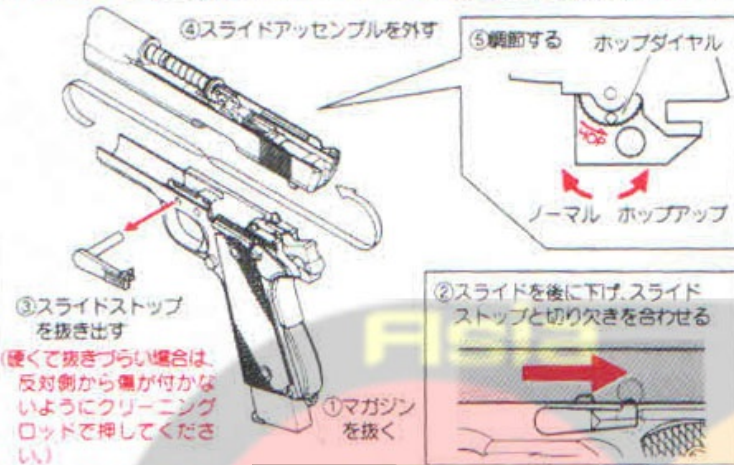 ④スライドアッセンブルを外す
⑤調節する
ホップダイヤル
ノーマル ホップアップ
③スライドストップ
を抜き出す
(硬くて抜きづらい場合は、
反対側から傷が付かな
いようにクリーニング
ロッドで押してくださ
い。)
①マガジン
を抜く
②スライドを後に下げ、スライド
ストップと切り欠きを合わせる
Asia